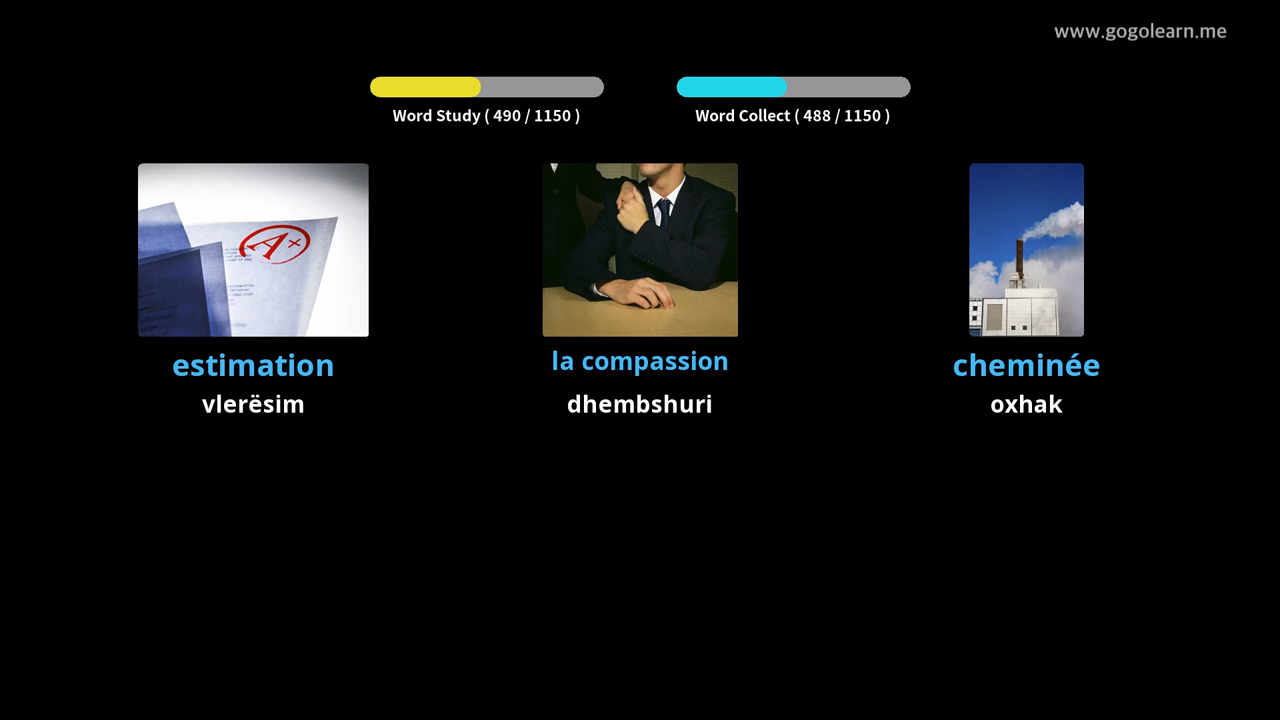 www.gogolearn.me
Word Study ( 490 / 1150 )
Word Collect ( 488 / 1150 )
A+
estimation
la compassion
cheminée
vlerësim
dhembshuri
oxhak